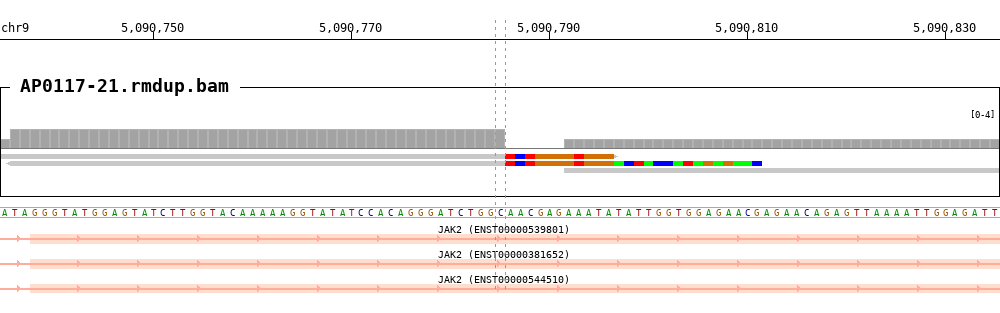 chr9 5,090,750 5,090,770 5,090,790 5,090,810 5,090,830
AP0117-21.rmdup.bam
[0-4]
A T A G G G T A T G G A G T A T C T T G G T A C A A A A A G G T A T A T C C A C A G G G A T C T G G C A A C G A G A A A T A T A T T G G T G G A G A A C G A G A A C A G A G T T A A A A T T G G A G A T T
JAK2 (ENST00000539801)
JAK2 (ENST00000381652)
JAK2 (ENST00000544510)